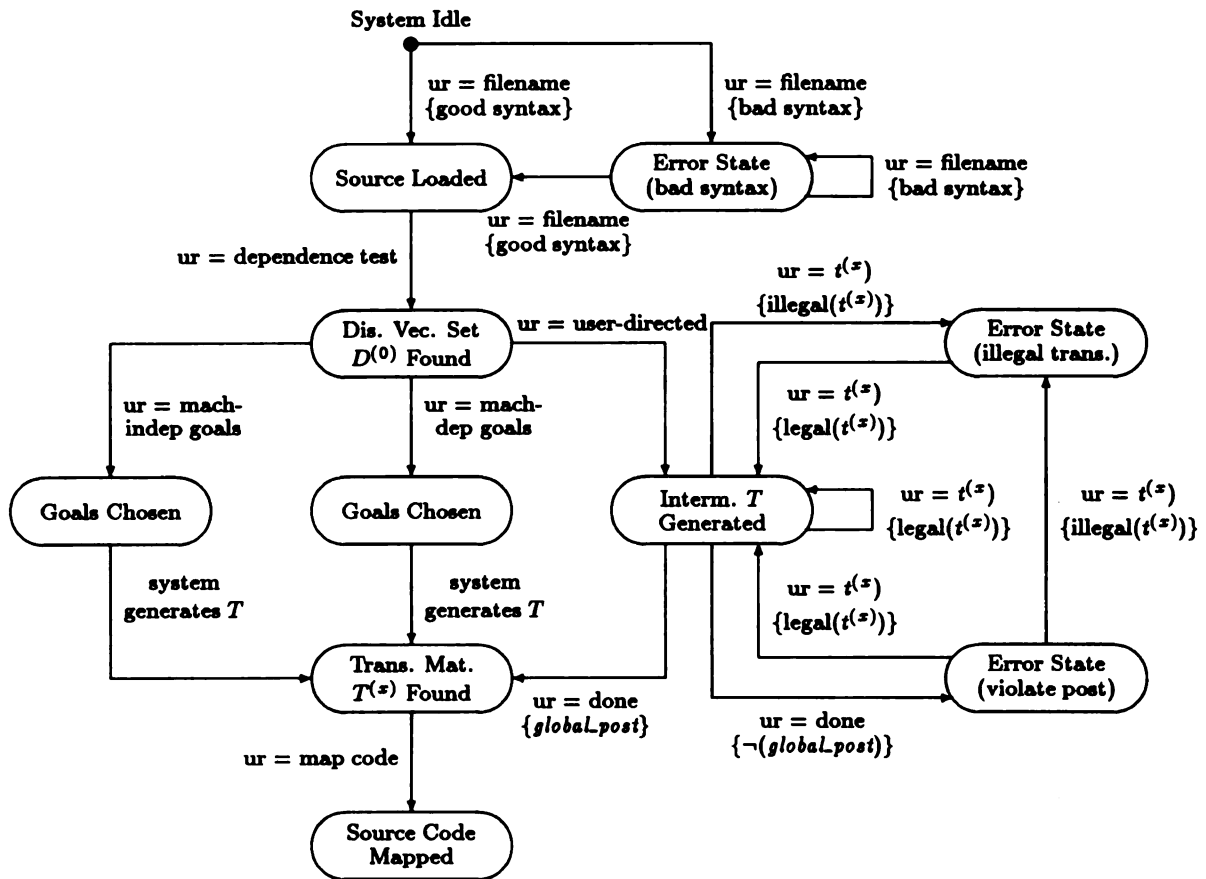 System Idle
ur = filename
{good syntax}
ur = filename
{bad syntax}
Source Loaded
Error State
(bad syntax)
ur = filename
{bad syntax}
ur = filename
{good syntax}
ur = dependence test
ur = t^(x)
{illegal(t^(x))}
Dis. Vec. Set
D^(0) Found
ur = user-directed
Error State
(illegal trans.)
ur = mach-
indep goals
ur = mach-
dep goals
ur = t^(x)
{legal(t^(x))}
Goals Chosen
Goals Chosen
Interm. T
Generated
ur = t^(x)
{legal(t^(x))}
ur = t^(x)
{illegal(t^(x))}
system
generates T
system
generates T
ur = t^(x)
{legal(t^(x))}
Trans. Mat.
T^(x) Found
Error State
(violate post)
ur = done
{global_post}
ur = done
{¬(global_post)}
ur = map code
Source Code
Mapped